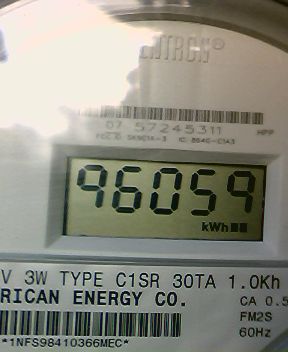 07 57245311 HPP
96059
kWh
V 3W TYPE C1SR 30TA 1.0Kh
RICAN ENERGY CO. CA 0.5
FM2S
60Hz
*1NFS98410366MEC*